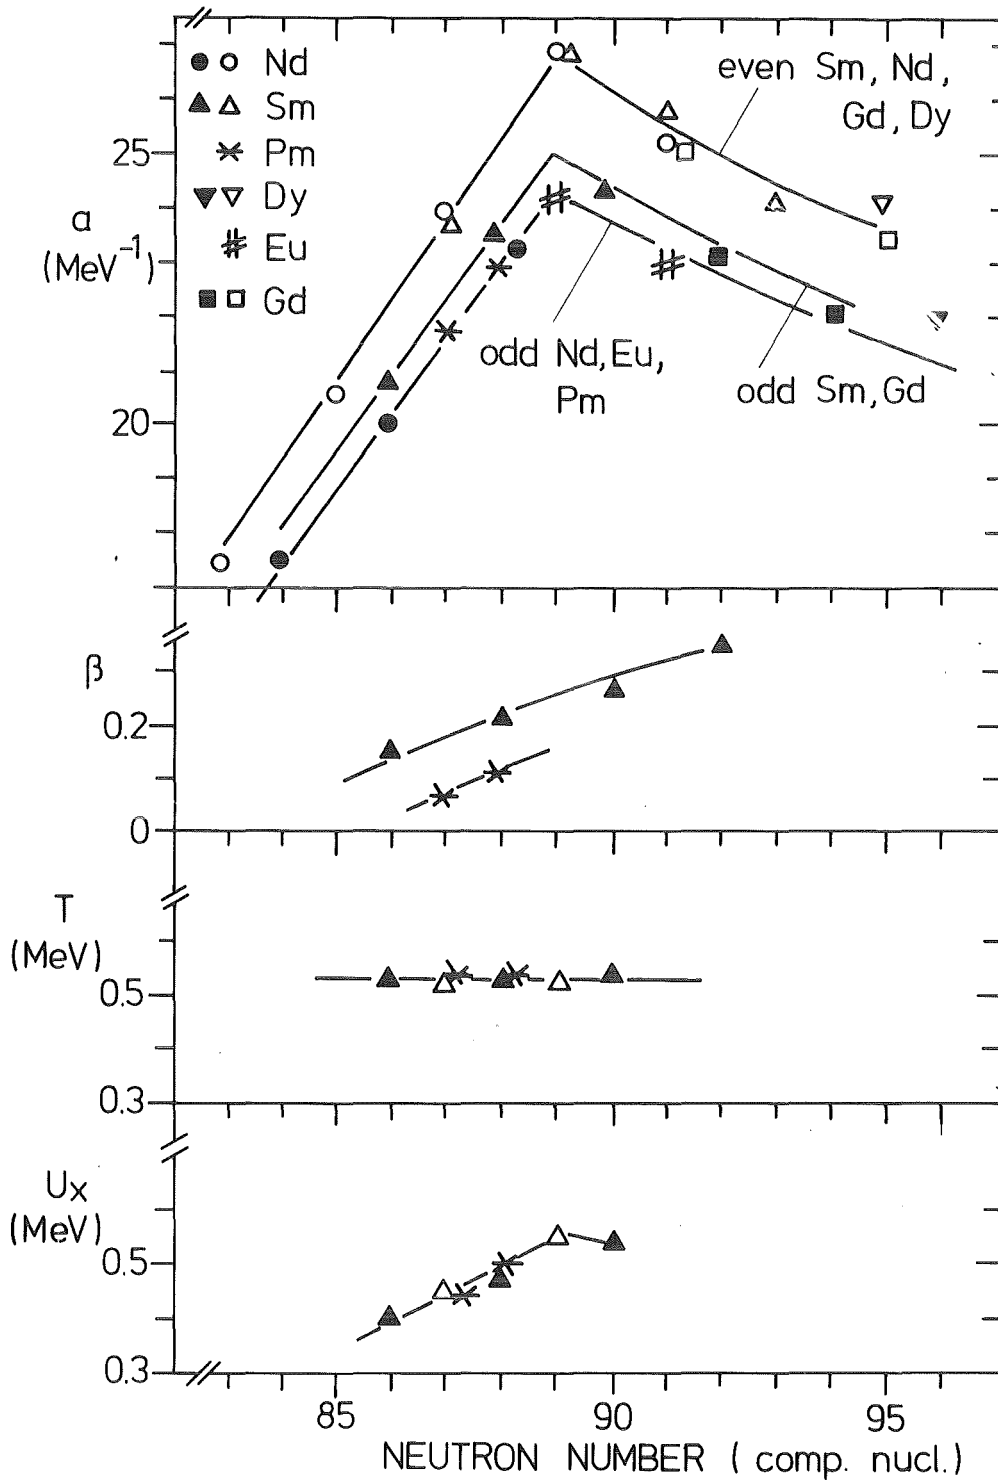 Nd
Sm
Pm
Dy
Eu
Gd
even Sm, Nd,
Gd, Dy
25
a
(MeV⁻¹)
odd Nd, Eu,
Pm
odd Sm, Gd
20
β
0.2
0
T
(MeV)
0.5
0.3
Ux
(MeV)
0.5
0.3
85
90
95
NEUTRON NUMBER ( comp. nucl.)